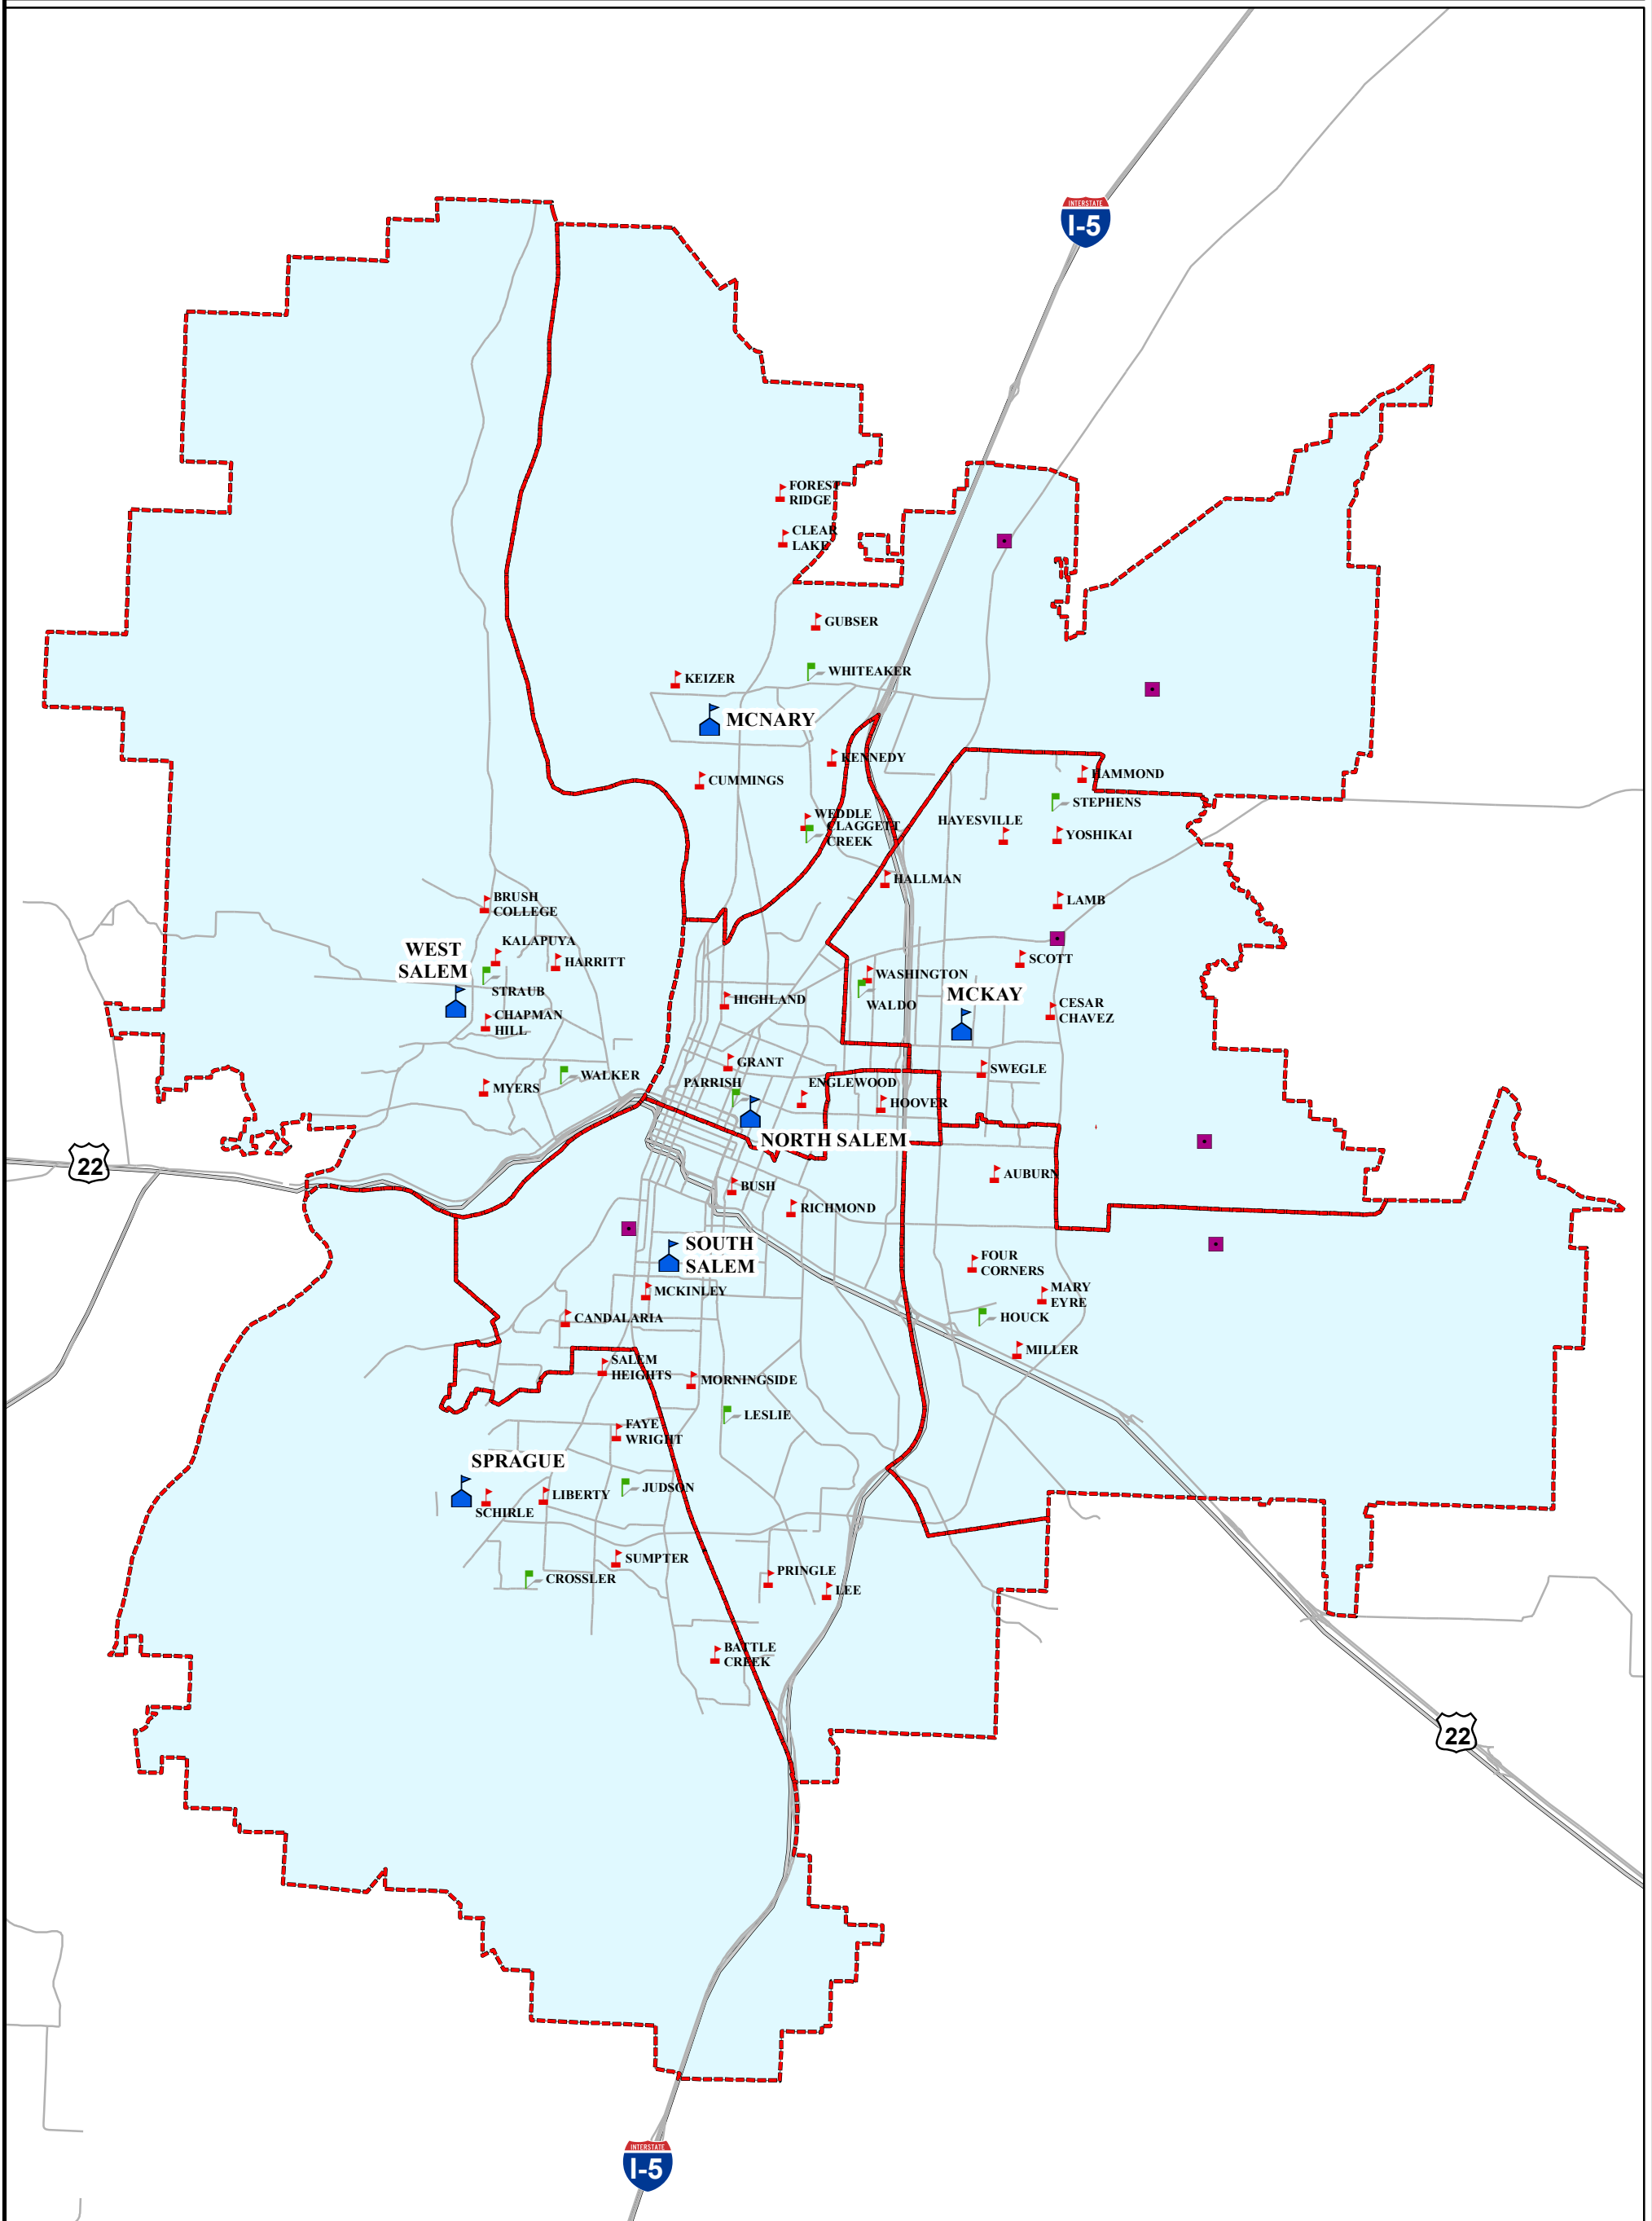 INTERSTATE
I-5
FOREST
RIDGE
CLEAR
LAKE
GUBSER
WHITEAKER
KEIZER
MCNARY
KENNEDY
HAMMOND
CUMMINGS
STEPHENS
WEDDLE
HAYESVILLE
CLAGGETT
CREEK
YOSHIKAI
HALLMAN
BRUSH
COLLEGE
LAMB
KALAPUYA
WEST
SALEM
HARRITT
SCOTT
WASHINGTON
STRAUB
MCKAY
HIGHLAND
WALDO
CESAR
CHAVEZ
CHAPMAN
HILL
GRANT
SWEGLE
WALKER
PARRISH
ENGLEWOOD
MYERS
HOOVER
NORTH SALEM
22
AUBURN
BUSH
RICHMOND
SOUTH
SALEM
FOUR
CORNERS
MCKINLEY
MARY
EYRE
CANDALARIA
HOUCK
MILLER
SALEM
HEIGHTS
MORNINGSIDE
LESLIE
FAYE
WRIGHT
SPRAGUE
JUDSON
LIBERTY
SCHIRLE
SUMPTER
PRINGLE
CROSSLER
LEE
BATTLE
CREEK
22
INTERSTATE
I-5